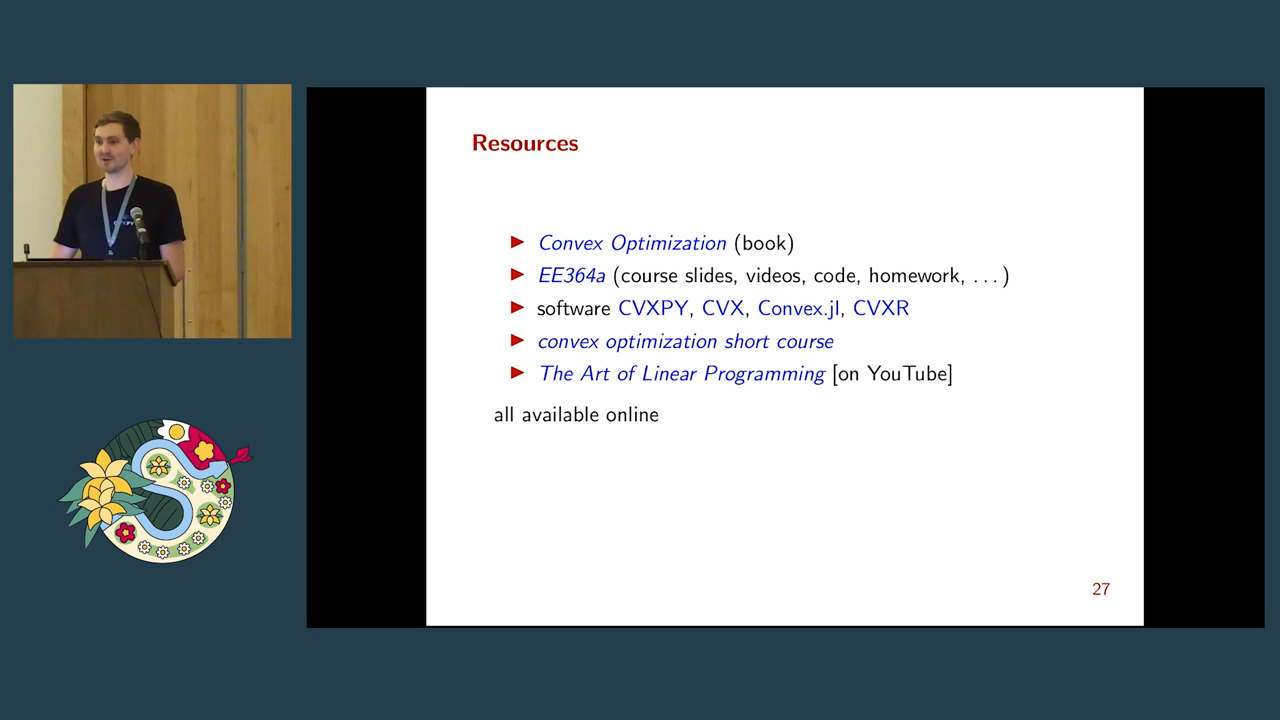 Resources
► Convex Optimization (book)
► EE364a (course slides, videos, code, homework, . . . )
► software CVXPY, CVX, Convex.jl, CVXR
► convex optimization short course
► The Art of Linear Programming [on YouTube]
all available online
27
CVXPY